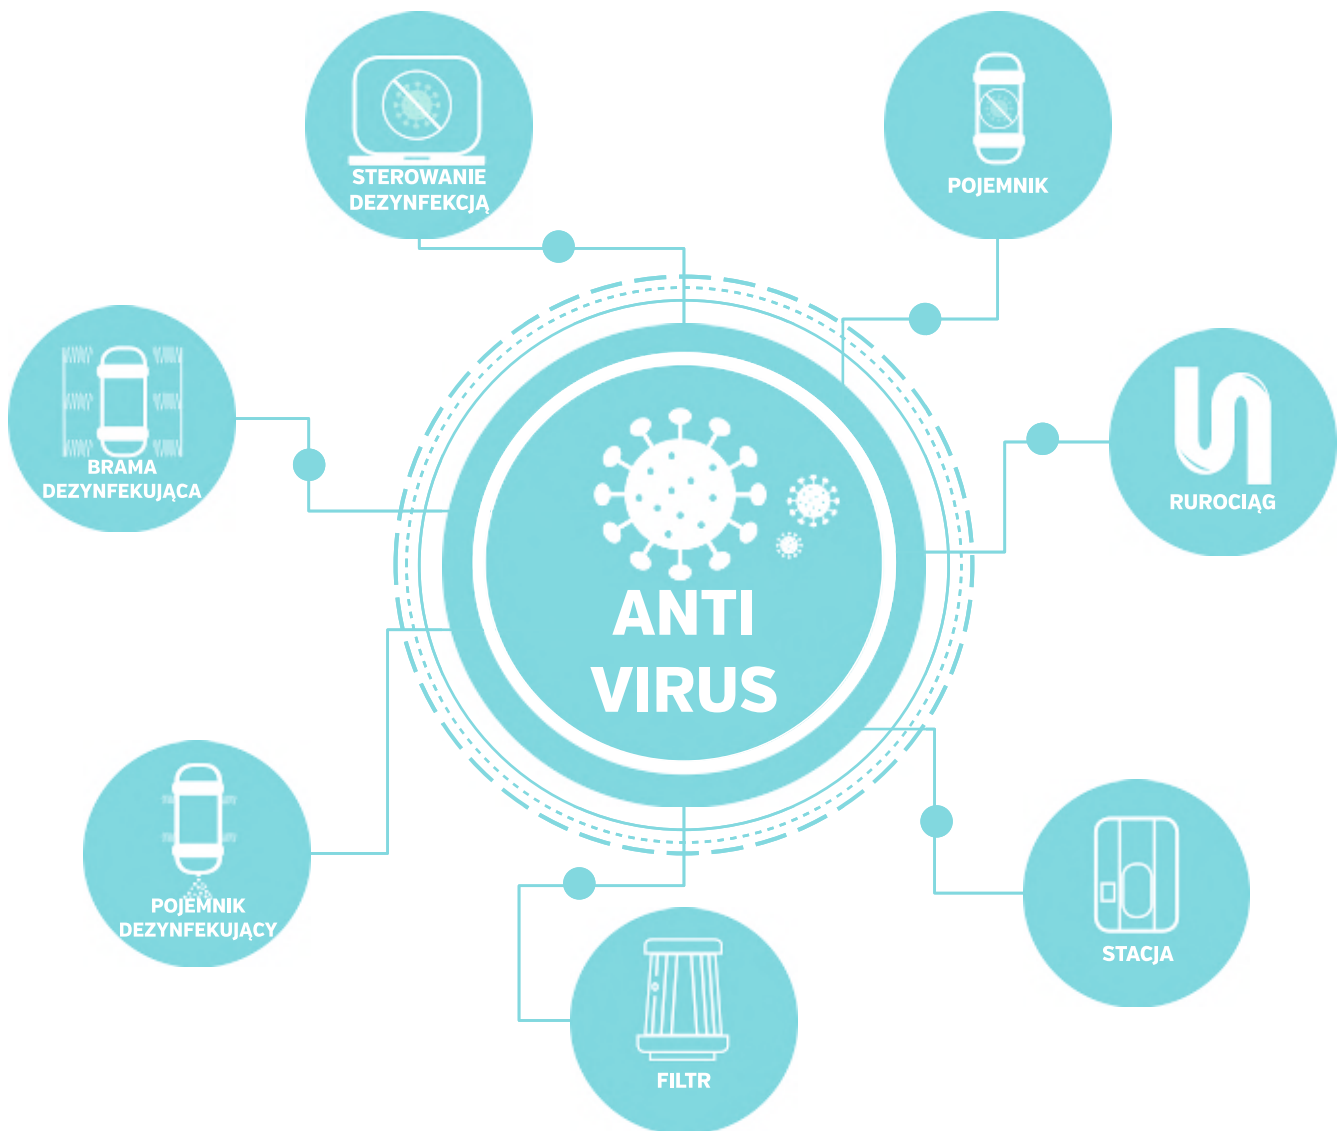 STEROWANIE
DEZYNFEKCJĄ
POJEMNIK
BRAMA
DEZYNFEKUJĄCA
RUROCIĄG
ANTI
VIRUS
POJEMNIK
DEZYNFEKUJĄCY
STACJA
FILTR